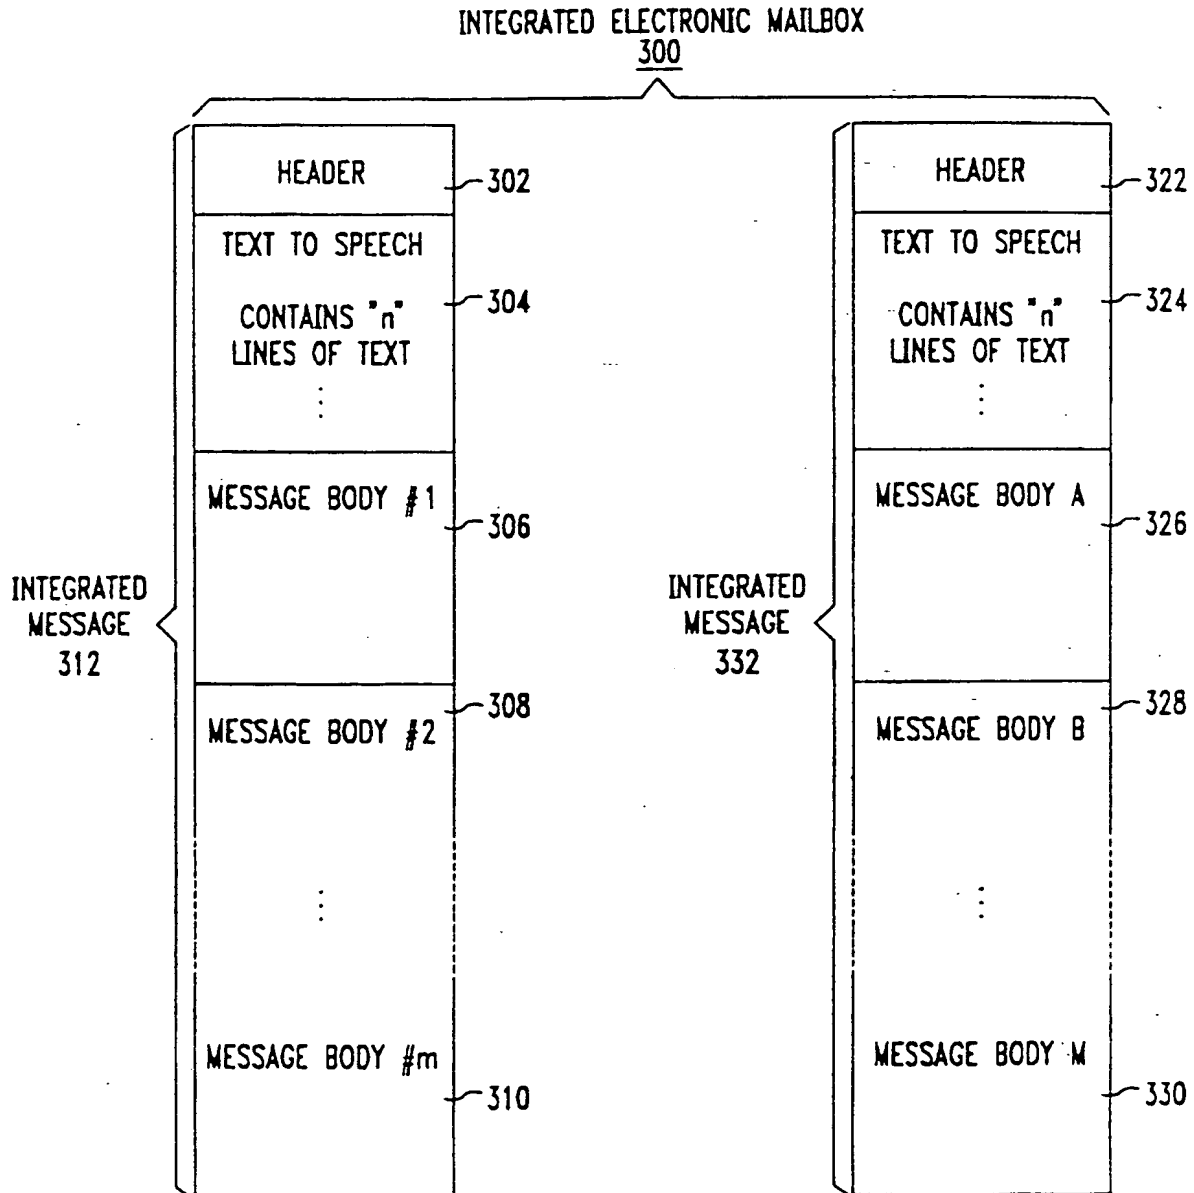 INTEGRATED ELECTRONIC MAILBOX
300
HEADER
302
TEXT TO SPEECH
304
CONTAINS "n"
LINES OF TEXT
MESSAGE BODY #1
306
INTEGRATED
MESSAGE
312
308
MESSAGE BODY #2
MESSAGE BODY #m
310
HEADER
322
TEXT TO SPEECH
324
CONTAINS "n"
LINES OF TEXT
MESSAGE BODY A
326
INTEGRATED
MESSAGE
332
328
MESSAGE BODY B
MESSAGE BODY M
330